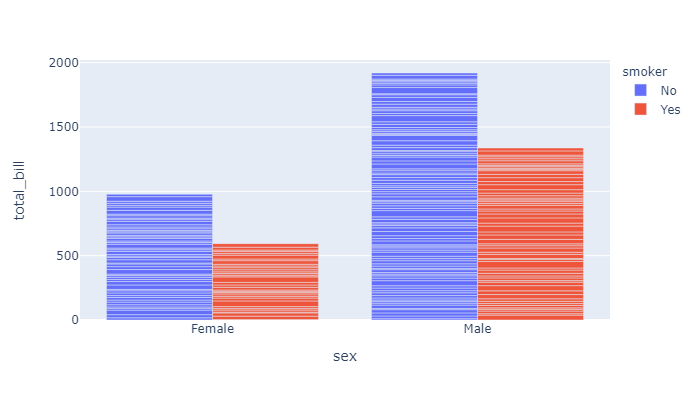 2000
1500
1000
500
0
total_bill
Female
Male
sex
smoker
No
Yes